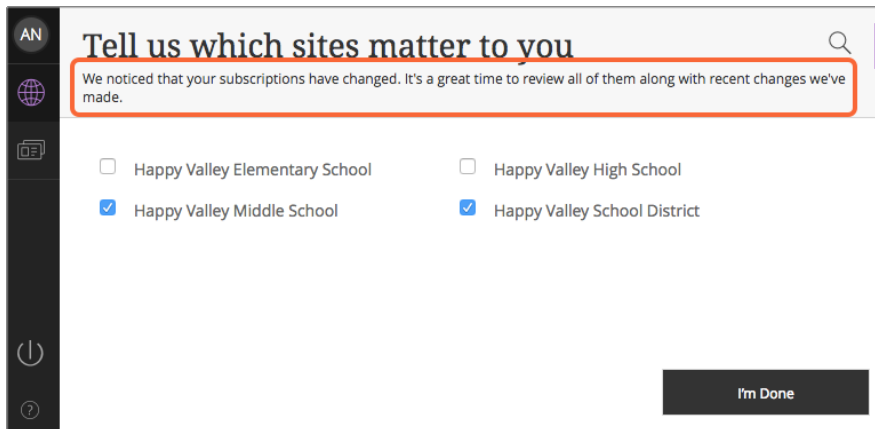 AN
Tell us which sites matter to you
We noticed that your subscriptions have changed. It's a great time to review all of them along with recent changes we've
made.
Happy Valley Elementary School
Happy Valley High School
Happy Valley Middle School
Happy Valley School District
I'm Done
?